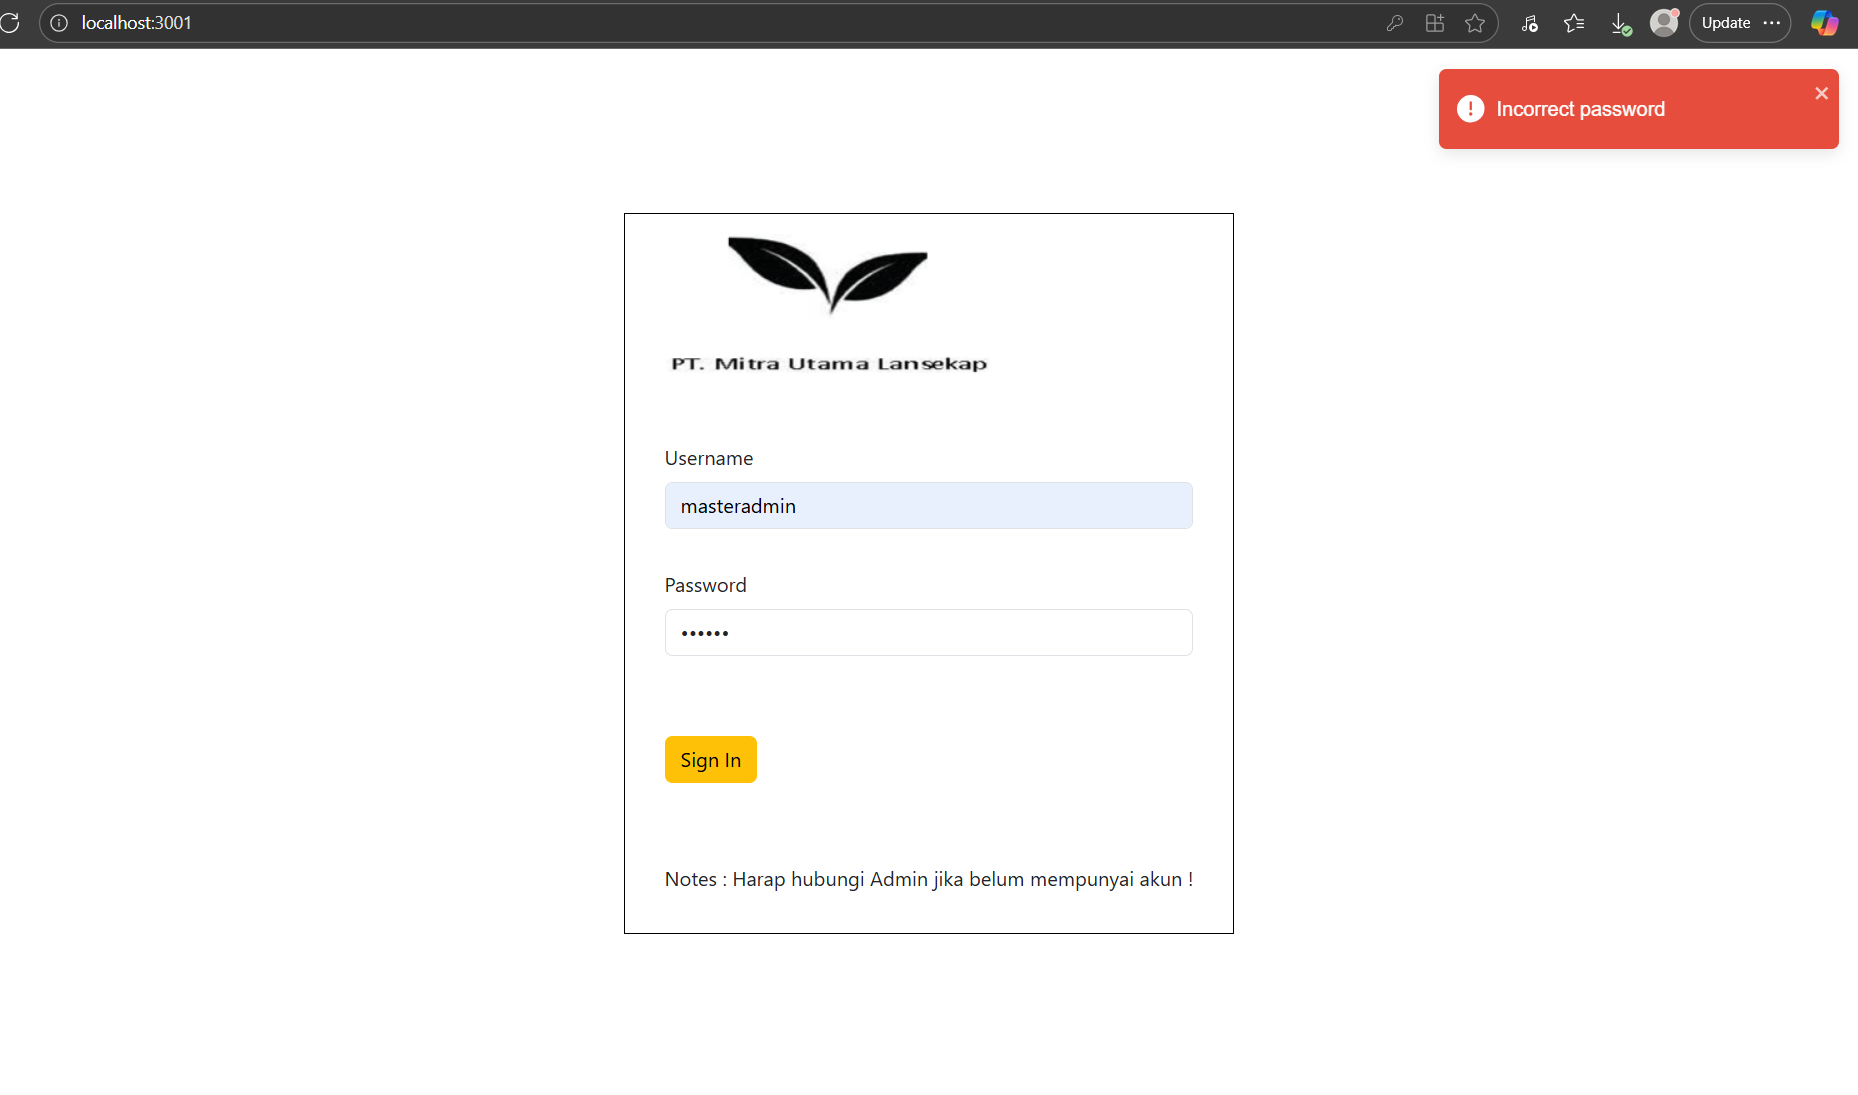 localhost:3001
Update
Incorrect password
PT. Mitra Utama Lansekap
Username
masteradmin
Password
••••••
Sign In
Notes : Harap hubungi Admin jika belum mempunyai akun !